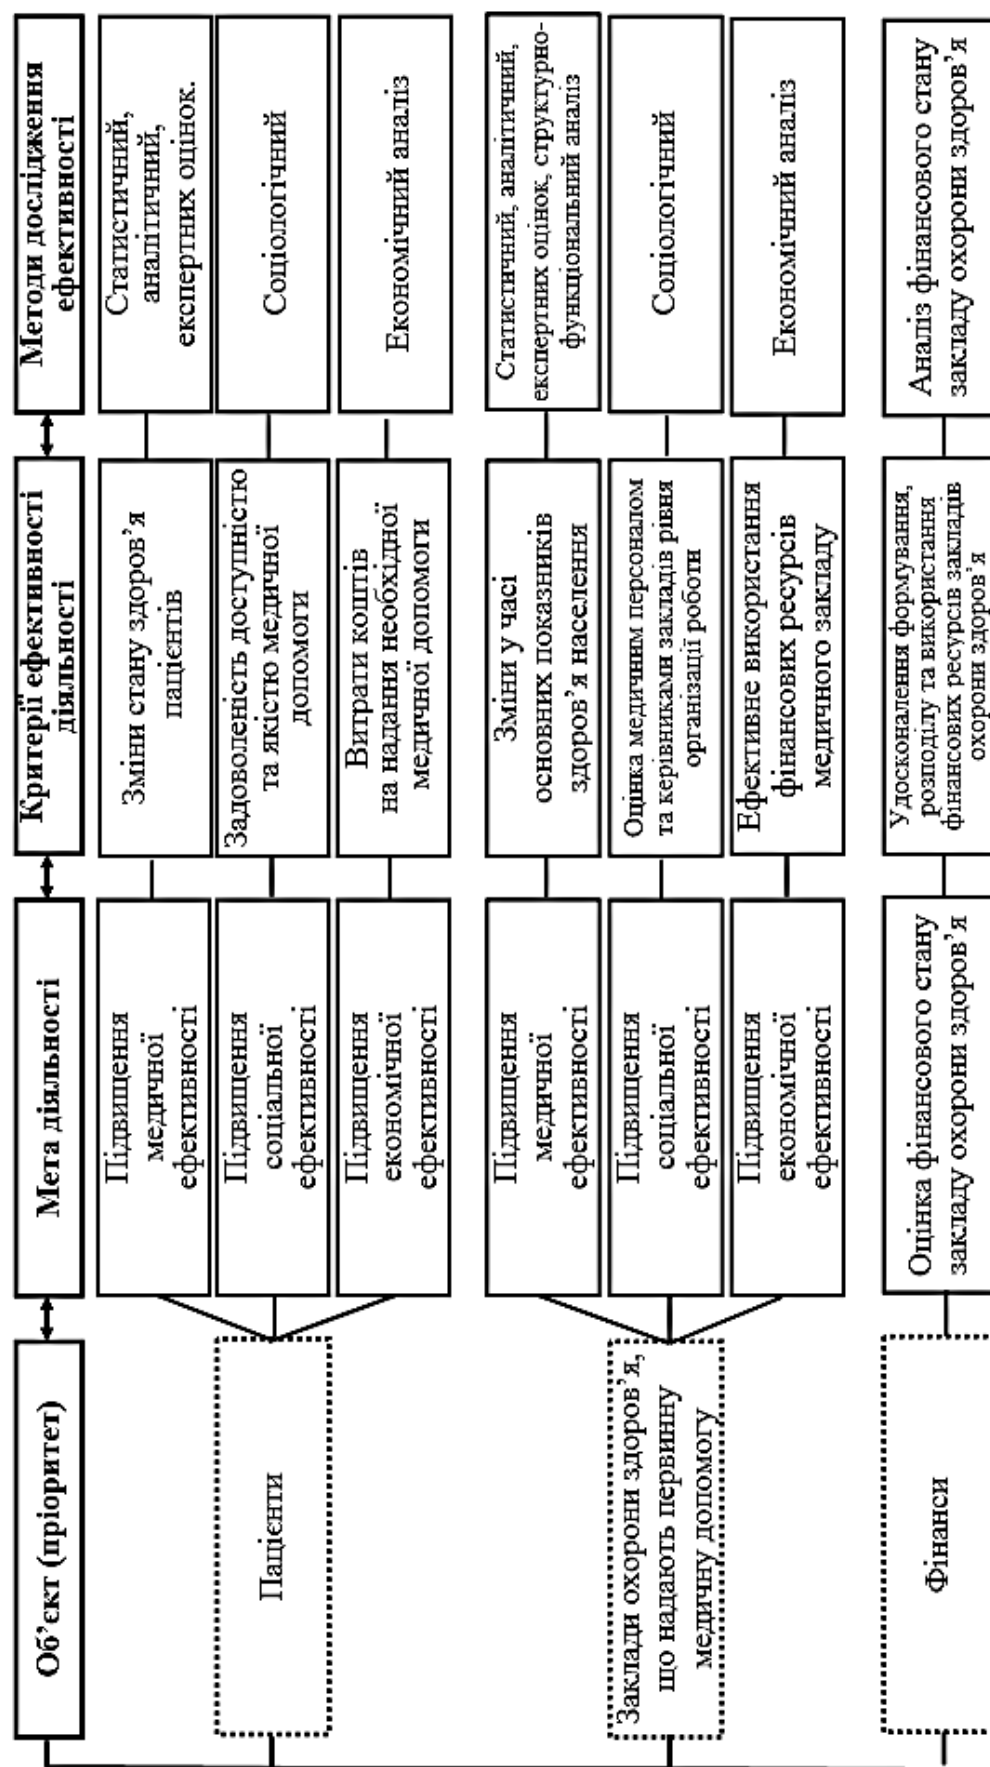 Об’єкт (пріоритет)
Мета діяльності
Критерії ефективності
діяльності
Методи дослідження
ефективності
Пацієнти
Підвищення
медичної
ефективності
Зміни стану здоров’я
пацієнтів
Статистичний,
аналітичний,
експертних оцінок.
Підвищення
соціальної
ефективності
Задоволеність доступністю
та якістю медичної
допомоги
Соціологічний
Підвищення
економічної
ефективності
Витрати коштів
на надання необхідної
медичної допомоги
Економічний аналіз
Заклади охорони здоров’я,
що надають первинну
медичну допомогу
Підвищення
медичної
ефективності
Зміни у часі
основних показників
здоров’я населення
Статистичний, аналітичний,
експертних оцінок, структурно-
функціональний аналіз
Підвищення
соціальної
ефективності
Оцінка медичним персоналом
та керівниками закладів рівня
організації роботи
Соціологічний
Підвищення
економічної
ефективності
Ефективне використання
фінансових ресурсів
медичного закладу
Економічний аналіз
Фінанси
Оцінка фінансового стану
закладу охорони здоров’я
Удосконалення формування,
розподілу та використання
фінансових ресурсів закладів
охорони здоров’я
Аналіз фінансового стану
закладу охорони здоров’я